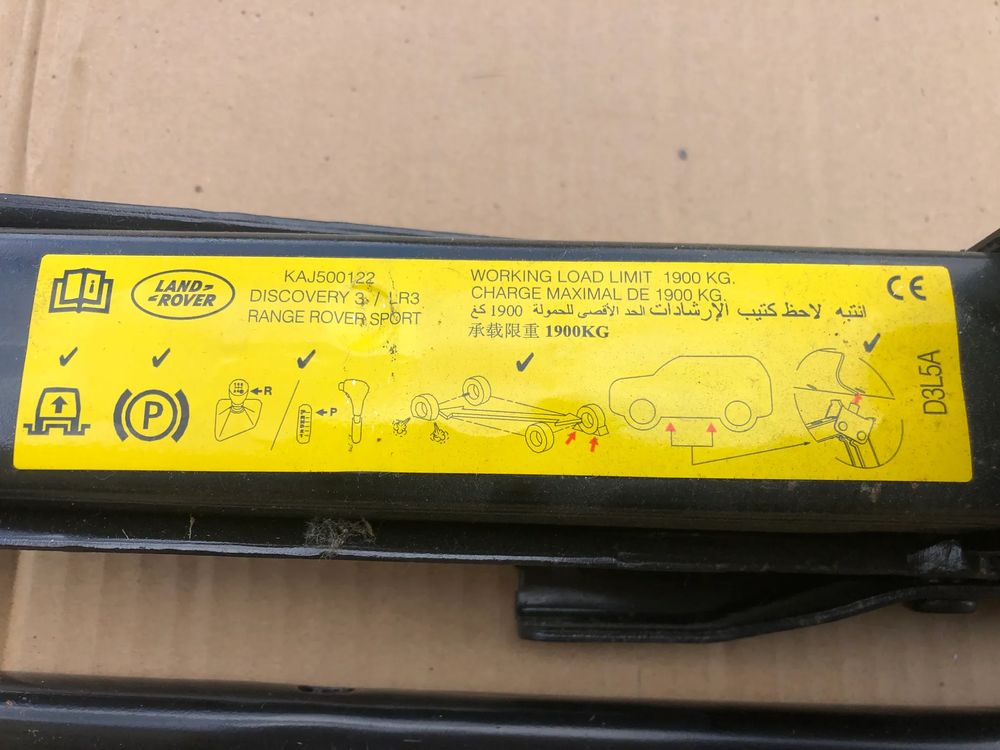 LAND-
-ROVER
KAJ500122
DISCOVERY 3 / LR3
RANGE ROVER SPORT
WORKING LOAD LIMIT 1900 KG.
CHARGE MAXIMAL DE 1900 KG.
انتبه لاحظ كتيب الإرشادات الحد الأقصى للحمولة 1900 كغ
承载限重 1900KG
CE
P
R
P
D3L5A